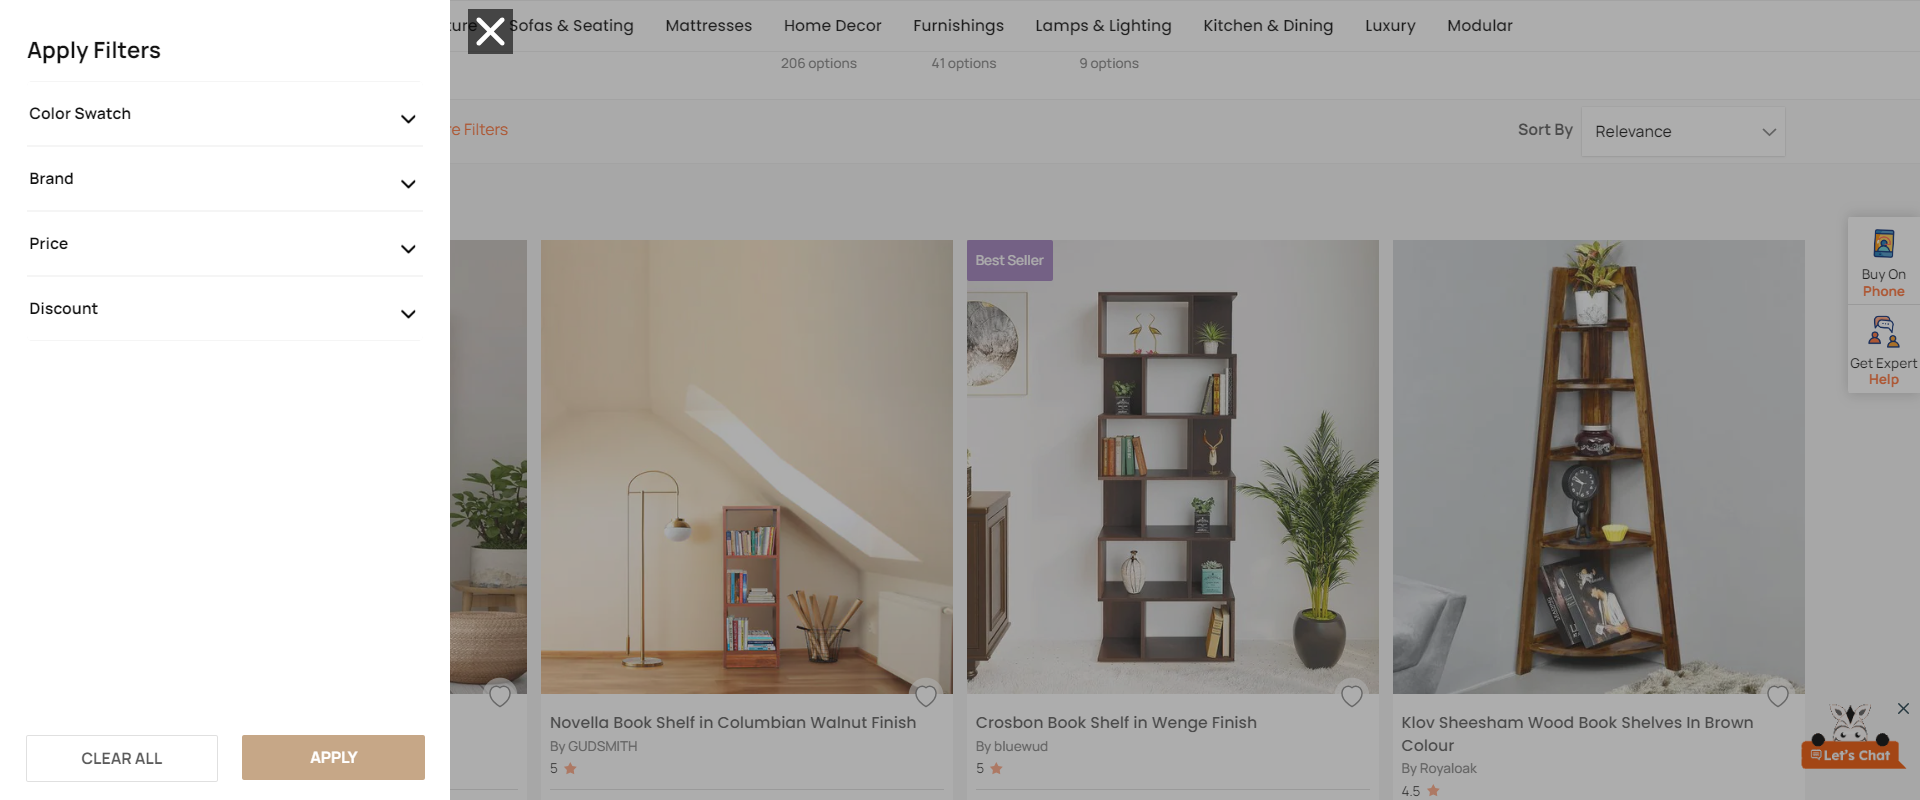 Apply Filters
Color Swatch
Brand
Price
Discount
CLEAR ALL
APPLY
Sofas & Seating
Mattresses
Home Decor
Furnishings
Lamps & Lighting
Kitchen & Dining
Luxury
Modular
206 options
41 options
9 options
Filters
Sort By
Relevance
Best Seller
Buy On
Phone
Get Expert
Help
Novella Book Shelf in Columbian Walnut Finish
By GUDSMITH
5
Crosbon Book Shelf in Wenge Finish
By bluewud
5
Klov Sheesham Wood Book Shelves In Brown
Colour
By Royaloak
4.5
Let's Chat